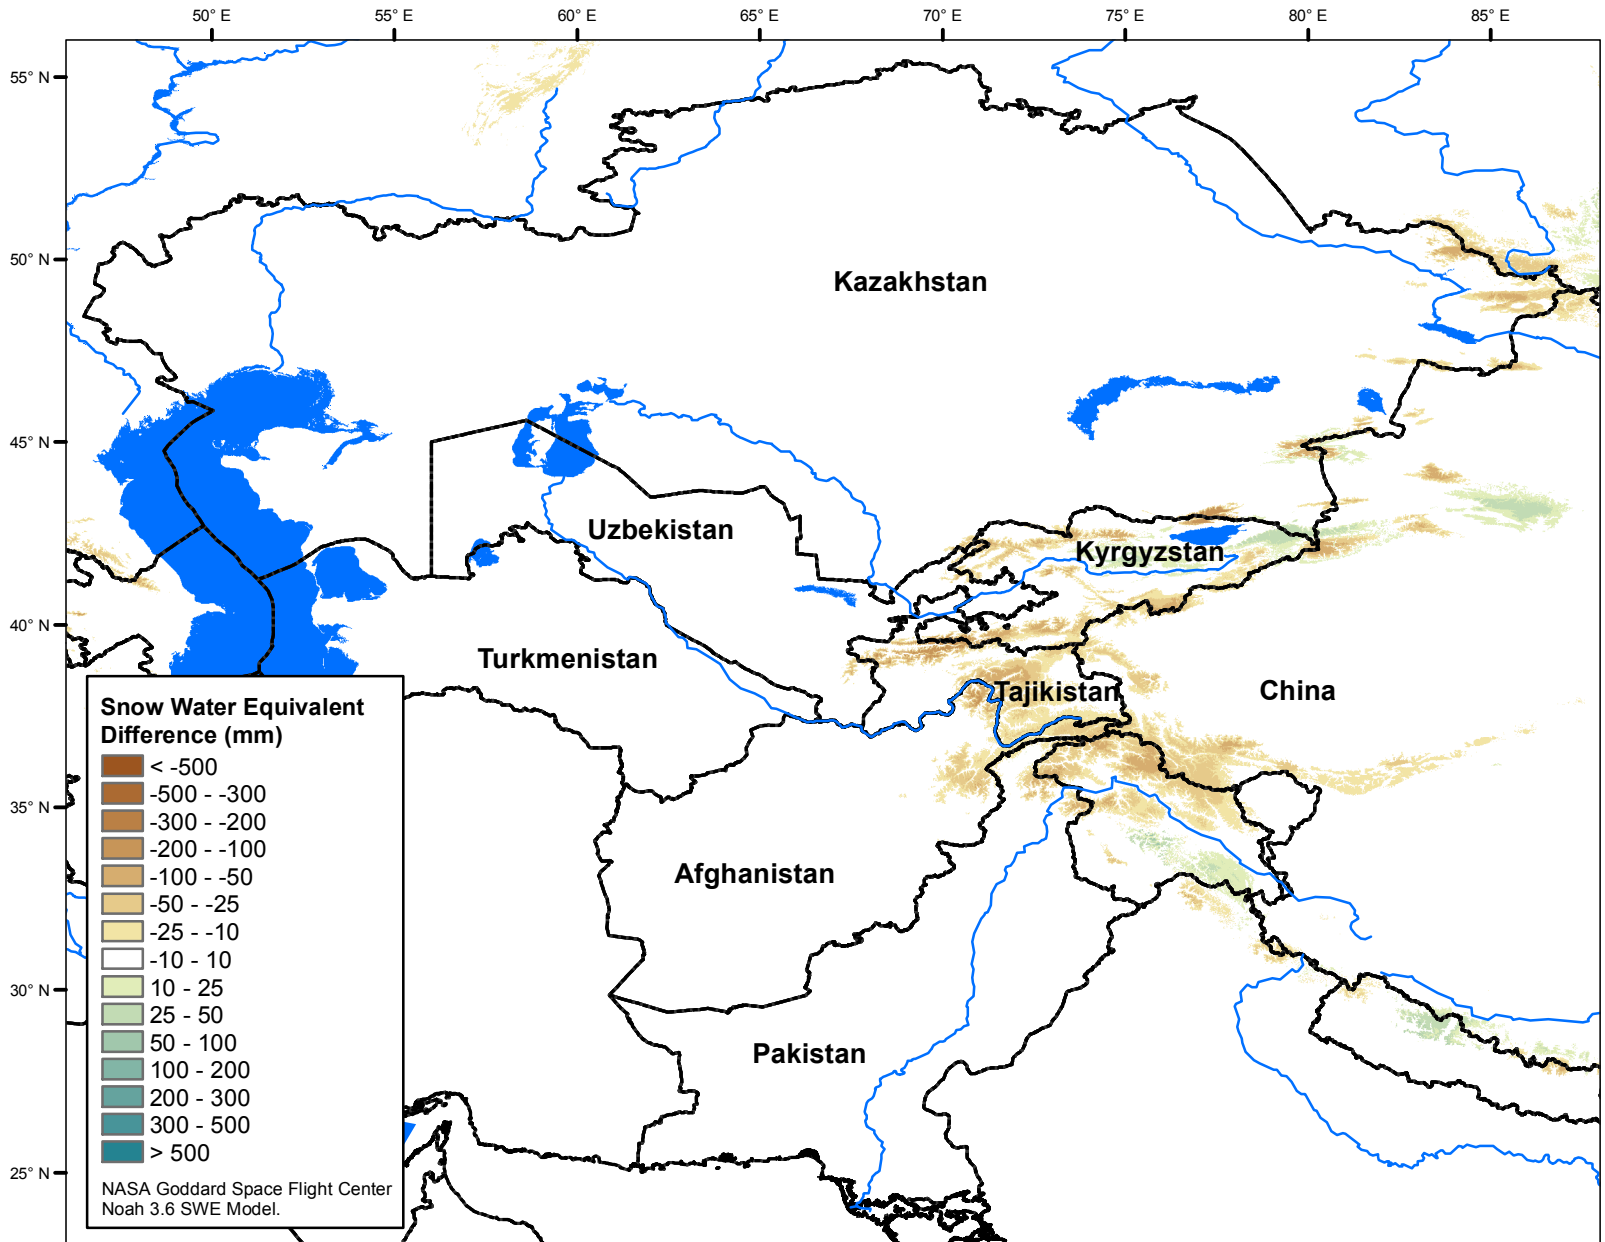 50° E 55° E 60° E 65° E 70° E 75° E 80° E 85° E
55° N
50° N
Kazakhstan
45° N
Uzbekistan
Kyrgyzstan
40° N
Turkmenistan
Tajikistan
China
Snow Water Equivalent
Difference (mm)
< -500
-500 - -300
-300 - -200
-200 - -100
-100 - -50
-50 - -25
-25 - -10
-10 - 10
10 - 25
25 - 50
50 - 100
100 - 200
200 - 300
300 - 500
> 500
NASA Goddard Space Flight Center
Noah 3.6 SWE Model.
35° N
Afghanistan
30° N
Pakistan
25° N